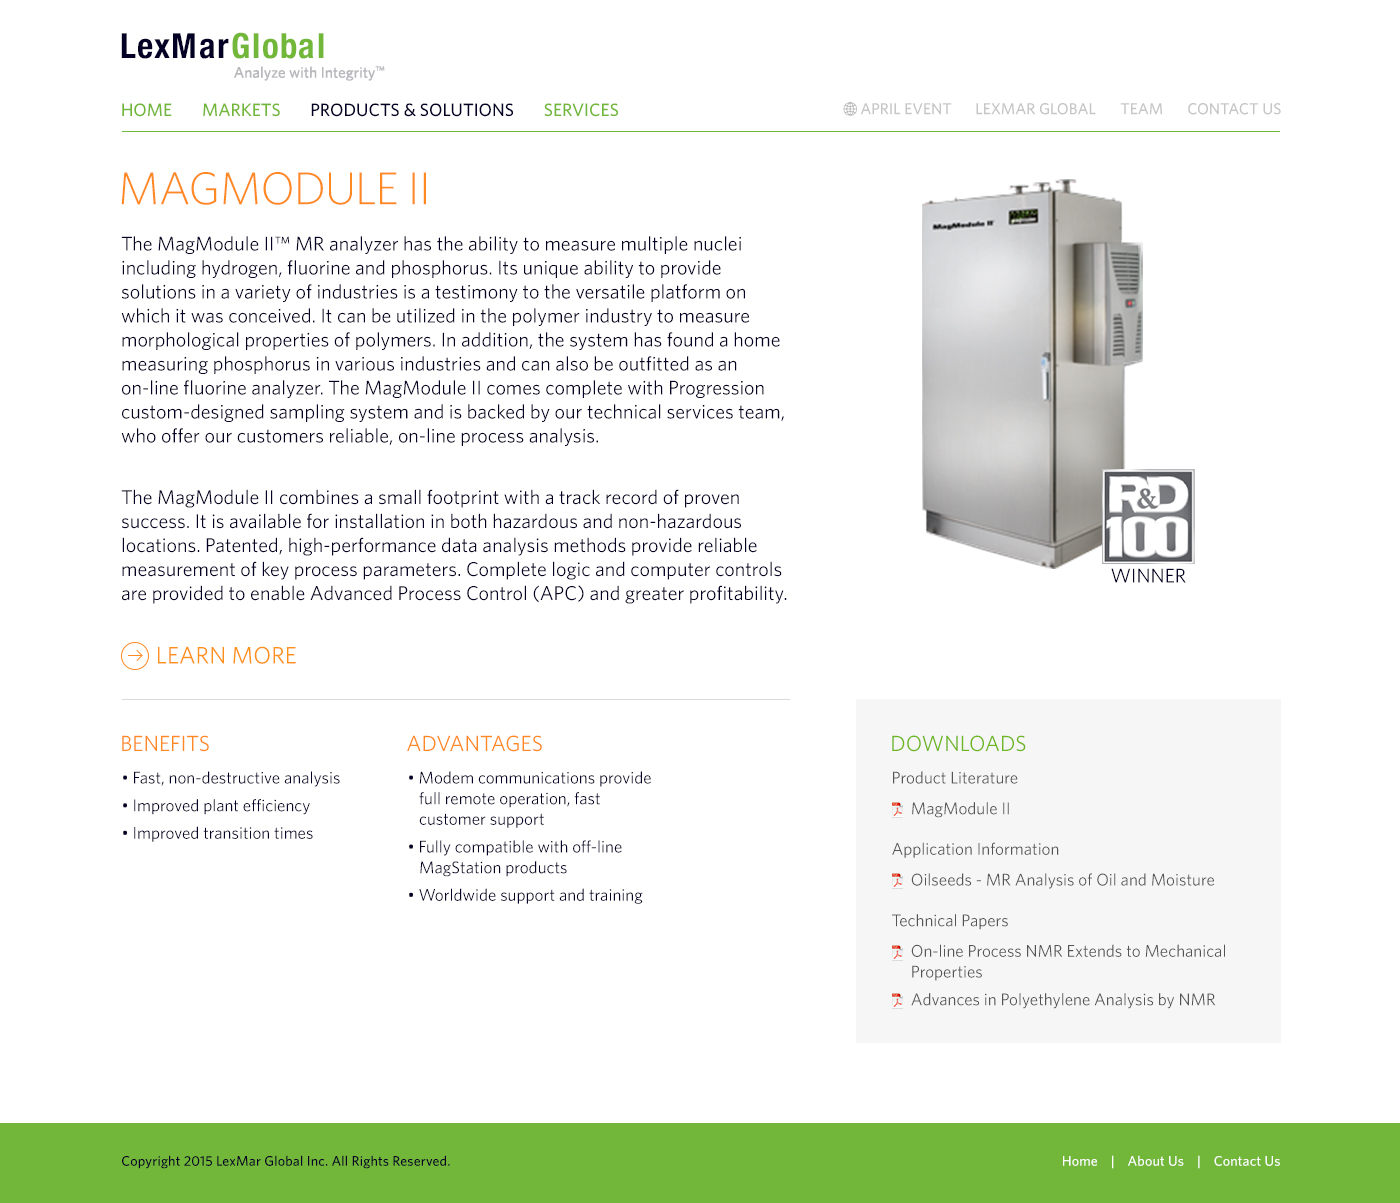 LexMarGlobal
Analyze with Integrity™
HOME MARKETS PRODUCTS & SOLUTIONS SERVICES APRIL EVENT LEXMAR GLOBAL TEAM CONTACT US
MAGMODULE II
The MagModule II™ MR analyzer has the ability to measure multiple nuclei
including hydrogen, fluorine and phosphorus. Its unique ability to provide
solutions in a variety of industries is a testimony to the versatile platform on
which it was conceived. It can be utilized in the polymer industry to measure
morphological properties of polymers. In addition, the system has found a home
measuring phosphorus in various industries and can also be outfitted as an
on-line fluorine analyzer. The MagModule II comes complete with Progression
custom-designed sampling system and is backed by our technical services team,
who offer our customers reliable, on-line process analysis.
The MagModule II combines a small footprint with a track record of proven
success. It is available for installation in both hazardous and non-hazardous
locations. Patented, high-performance data analysis methods provide reliable
measurement of key process parameters. Complete logic and computer controls
are provided to enable Advanced Process Control (APC) and greater profitability.
LEARN MORE
MagModule II
R&D
100
WINNER
BENEFITS
• Fast, non-destructive analysis
• Improved plant efficiency
• Improved transition times
ADVANTAGES
• Modem communications provide
full remote operation, fast
customer support
• Fully compatible with off-line
MagStation products
• Worldwide support and training
DOWNLOADS
Product Literature
MagModule II
Application Information
Oilseeds - MR Analysis of Oil and Moisture
Technical Papers
On-line Process NMR Extends to Mechanical
Properties
Advances in Polyethylene Analysis by NMR
Copyright 2015 LexMar Global Inc. All Rights Reserved.
Home | About Us | Contact Us